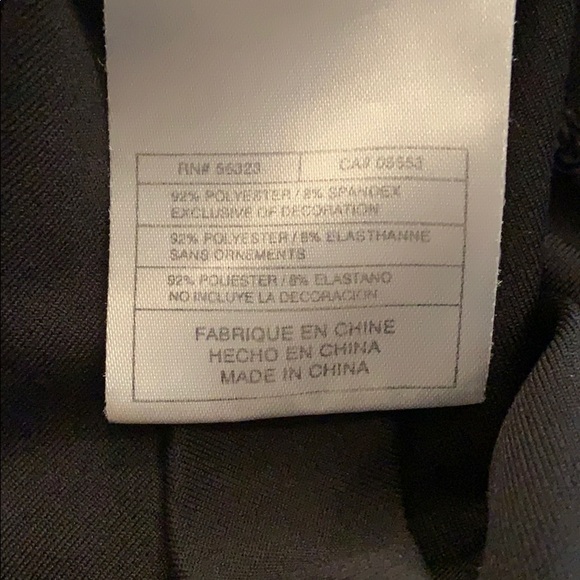 RN# 56323 CA# 05553
92% POLYESTER / 8% SPANDEX
EXCLUSIVE OF DECORATION
92% POLYESTER / 8% ELASTHANNE
SANS ORNEMENTS
92% POLIESTER / 8% ELASTANO
NO INCLUYE LA DECORACION
FABRIQUE EN CHINE
HECHO EN CHINA
MADE IN CHINA